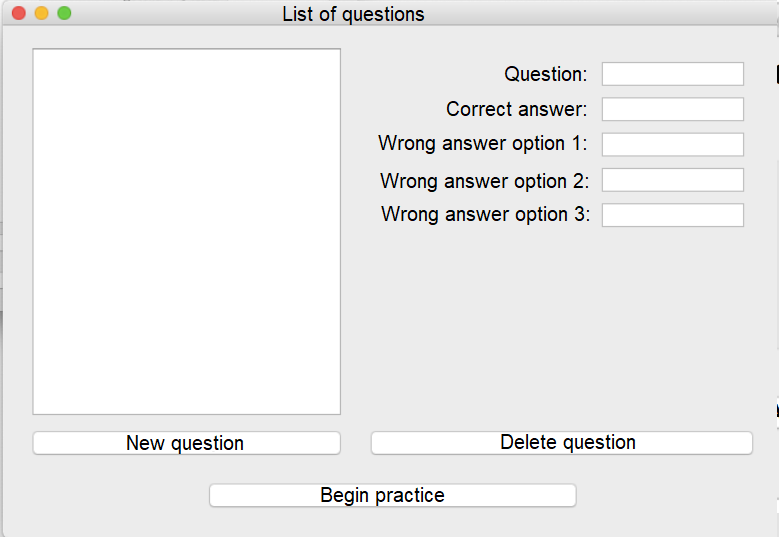 List of questions
Question:
Correct answer:
Wrong answer option 1:
Wrong answer option 2:
Wrong answer option 3:
New question
Delete question
Begin practice